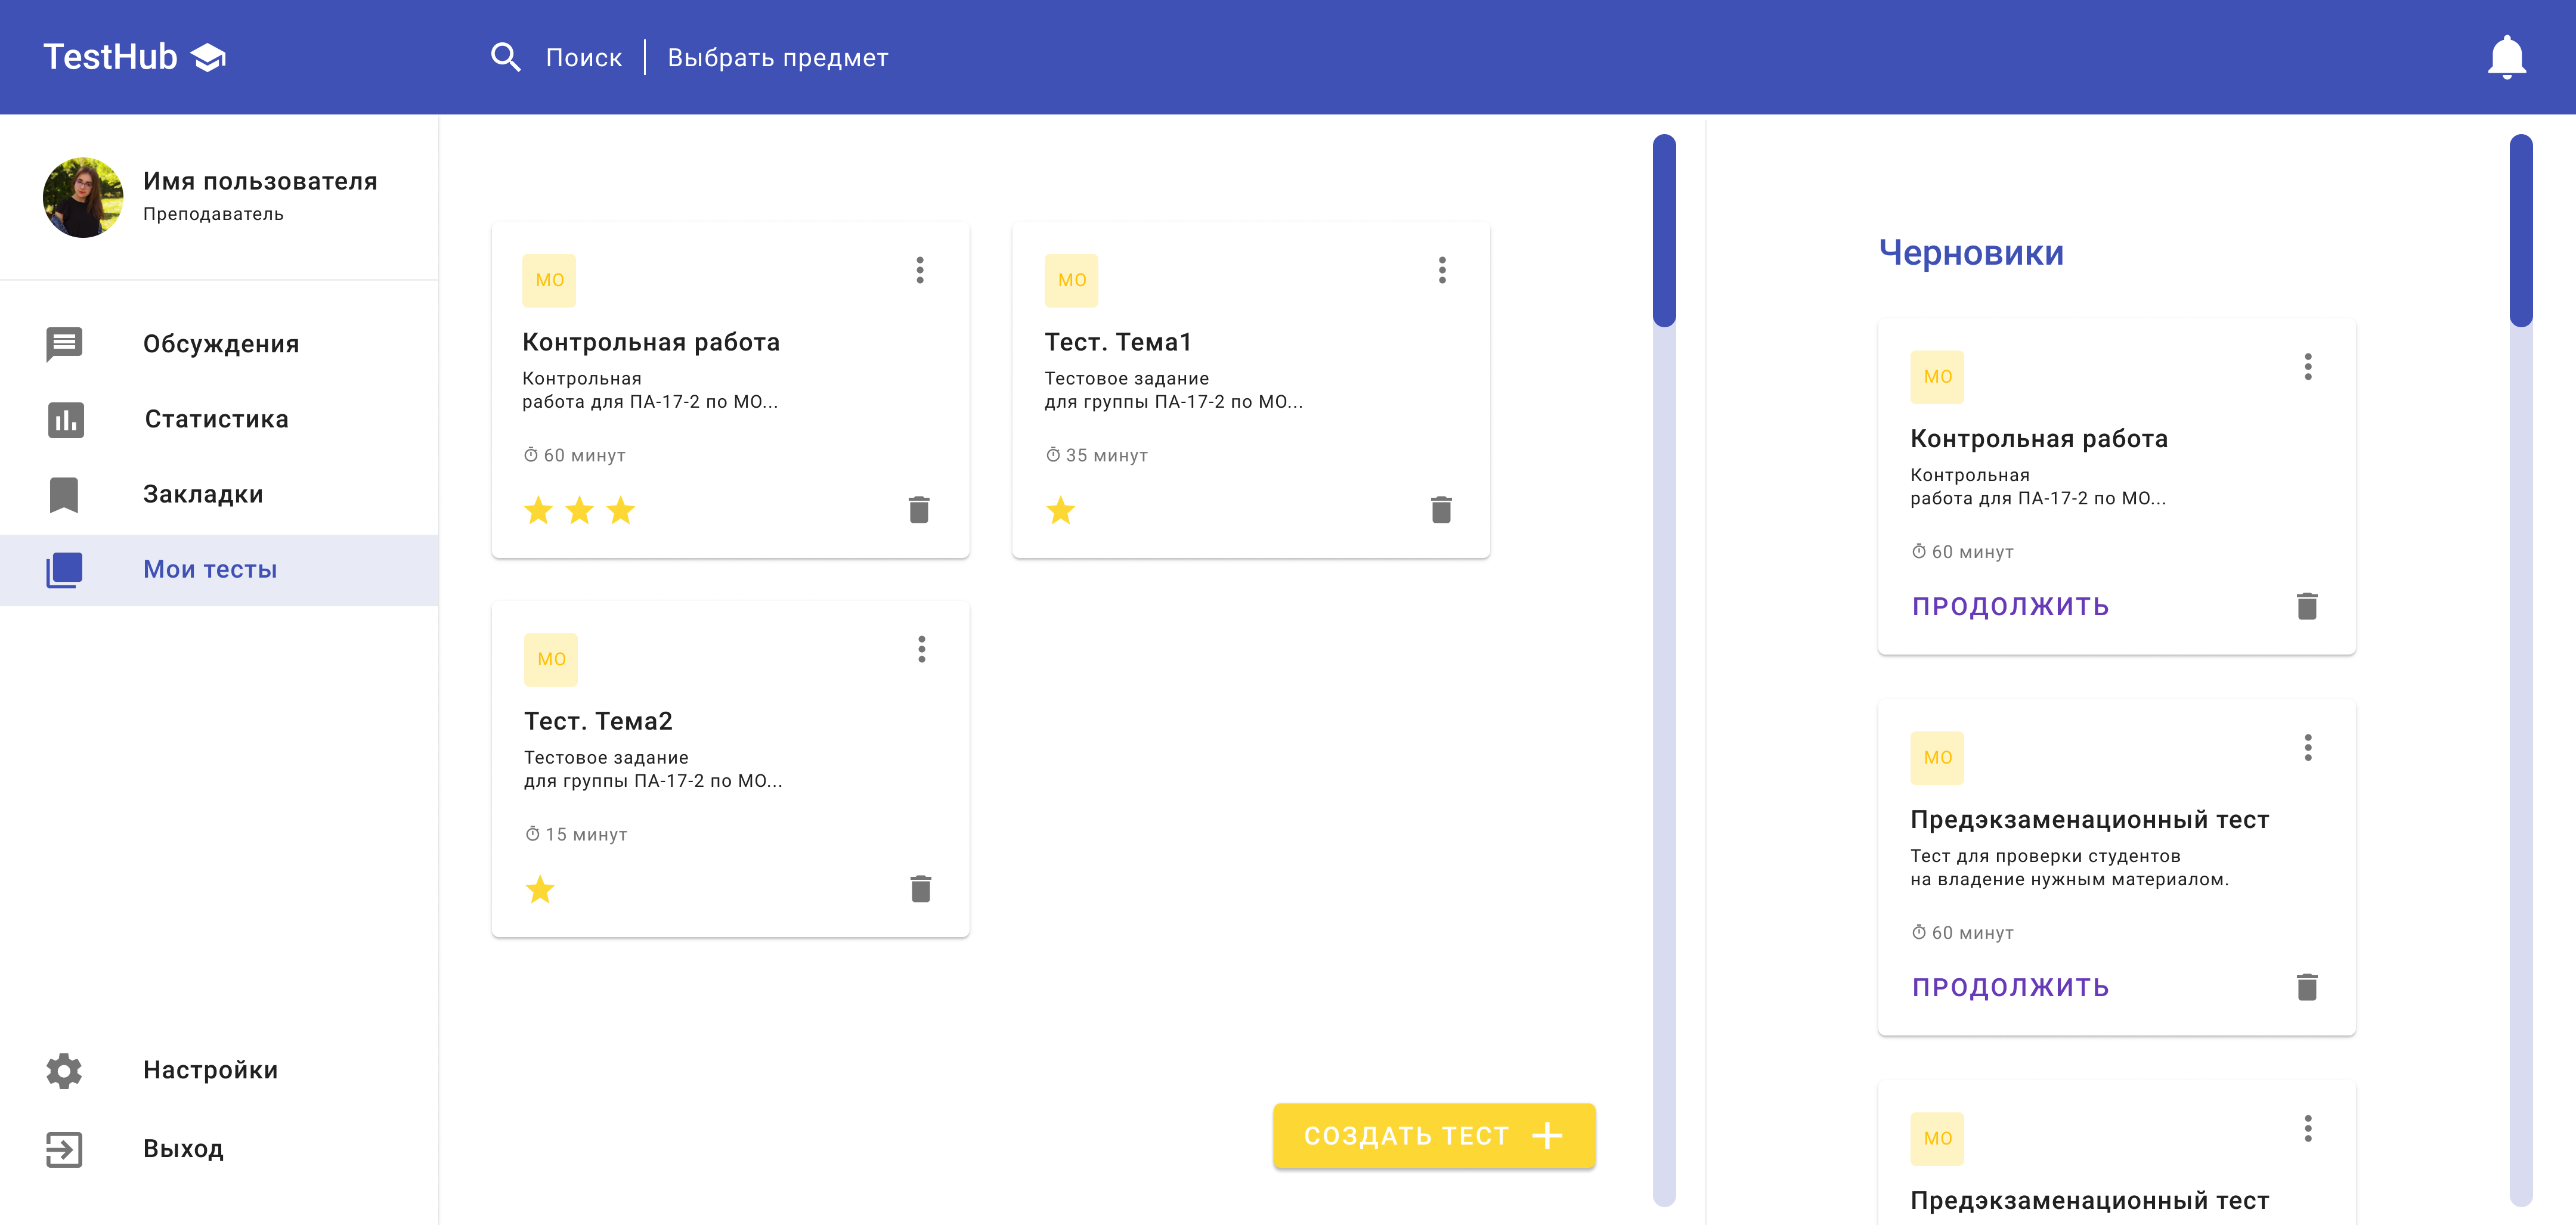 TestHub
Поиск
Выбрать предмет
Имя пользователя
Преподаватель
Обсуждения
Статистика
Закладки
Мои тесты
Настройки
Выход
МО
Контрольная работа
Контрольная
работа для ПА-17-2 по МО...
60 минут
МО
Тест. Тема1
Тестовое задание
для группы ПА-17-2 по МО...
35 минут
МО
Тест. Тема2
Тестовое задание
для группы ПА-17-2 по МО...
15 минут
СОЗДАТЬ ТЕСТ
Черновики
МО
Контрольная работа
Контрольная
работа для ПА-17-2 по МО...
60 минут
ПРОДОЛЖИТЬ
МО
Предэкзаменационный тест
Тест для проверки студентов
на владение нужным материалом.
60 минут
ПРОДОЛЖИТЬ
МО
Предэкзаменационный тест